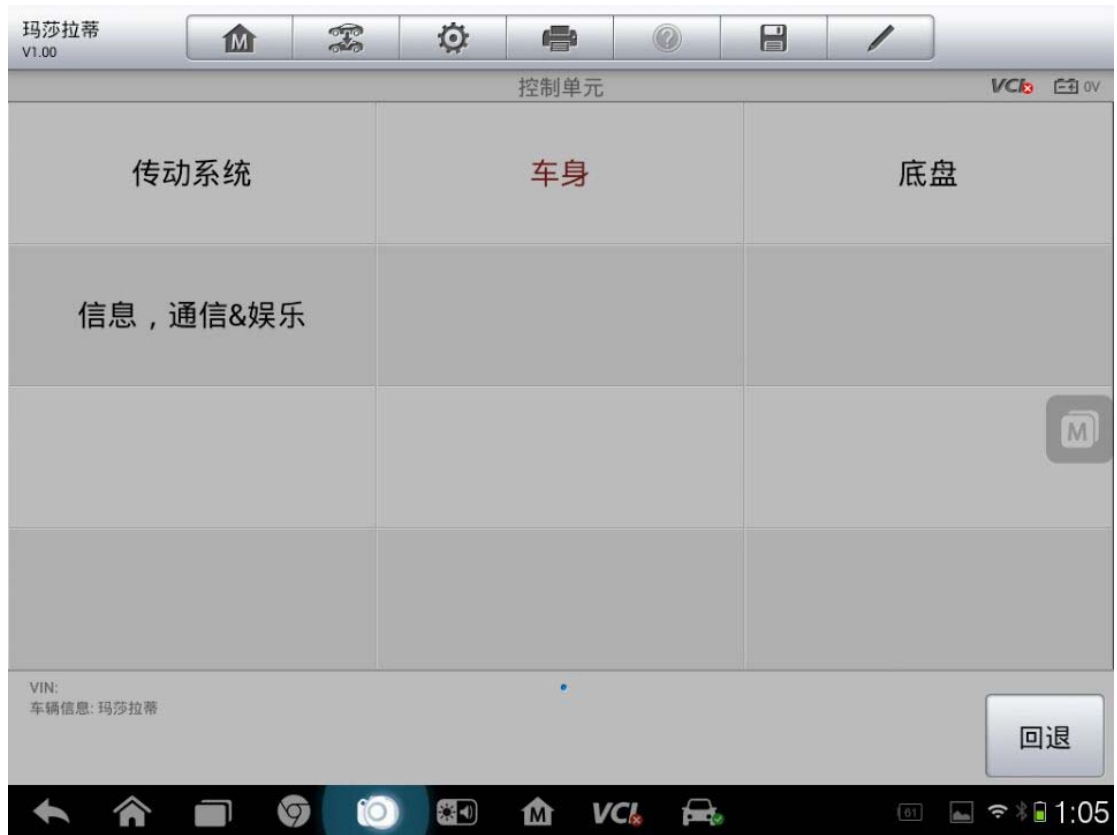 玛莎拉蒂
V1.00
M
控制单元
VCI
0V
传动系统
车身
底盘
信息，通信&娱乐
M
VIN:
车辆信息: 玛莎拉蒂
回退
M
VCI
61
1:05